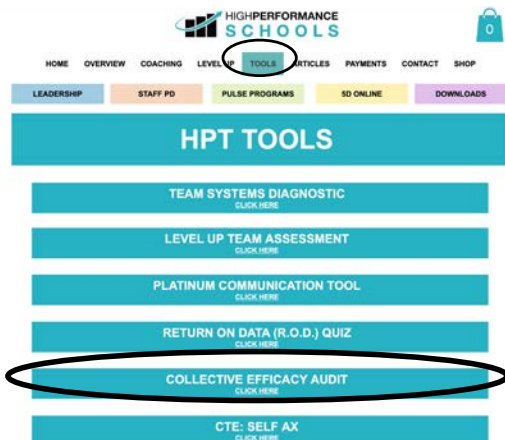 HIGHPERFORMANCE
SCHOOLS
0
HOME OVERVIEW COACHING LEVEL UP TOOLS ARTICLES PAYMENTS CONTACT SHOP
LEADERSHIP STAFF PD PULSE PROGRAMS 5D ONLINE DOWNLOADS
HPT TOOLS
TEAM SYSTEMS DIAGNOSTIC
CLICK HERE
LEVEL UP TEAM ASSESSMENT
CLICK HERE
PLATINUM COMMUNICATION TOOL
CLICK HERE
RETURN ON DATA (R.O.D.) QUIZ
CLICK HERE
COLLECTIVE EFFICACY AUDIT
CLICK HERE
CTE: SELF AX
CLICK HERE